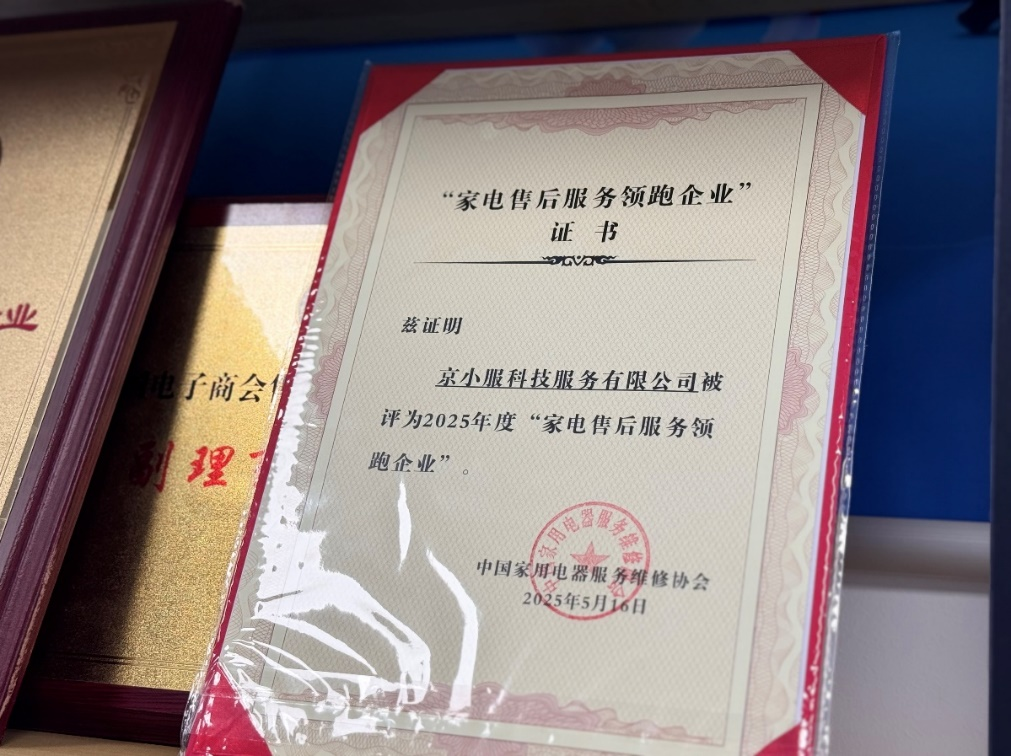 “家电售后服务领跑企业”
证 书
兹证明
京小服科技服务有限公司被
评为2025年度“家电售后服务领
跑企业”。
中国家用电器服务维修协会
2025年5月16日
电子商会
副理
业